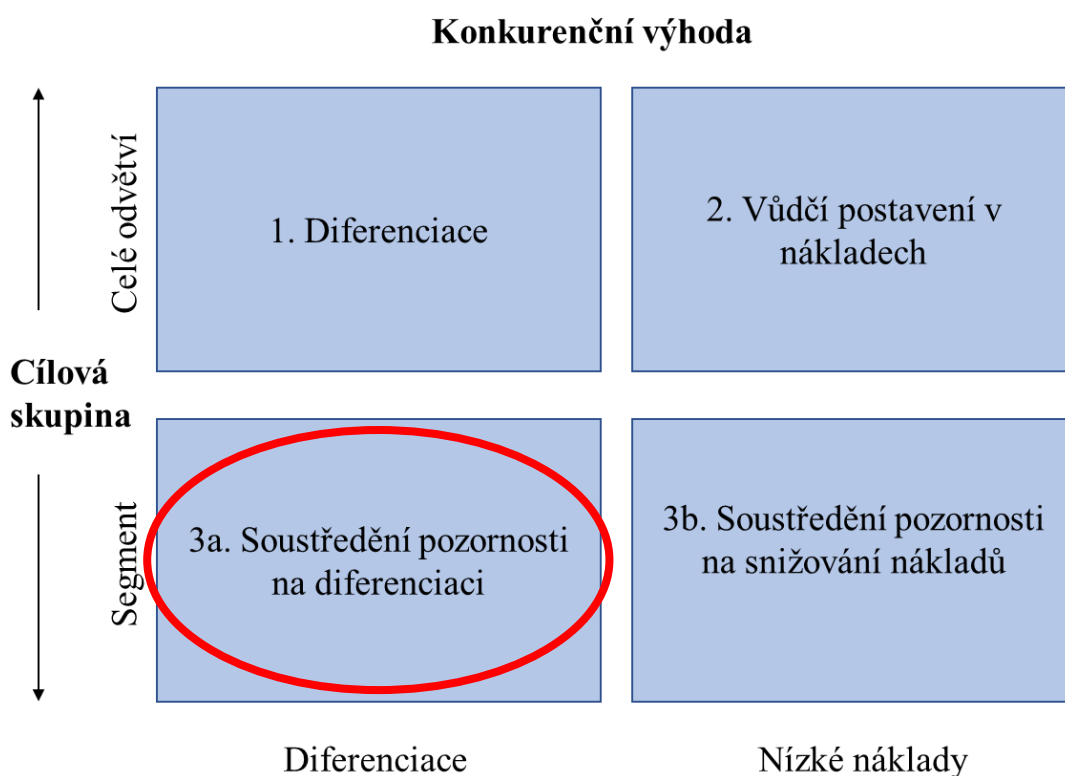 Konkurenční výhoda
Celé odvětví
1. Diferenciace
2. Vůdčí postavení v
nákladech
Cílová
skupina
Segment
3a. Soustředění pozornosti
na diferenciaci
3b. Soustředění pozornosti
na snižování nákladů
Diferenciace
Nízké náklady